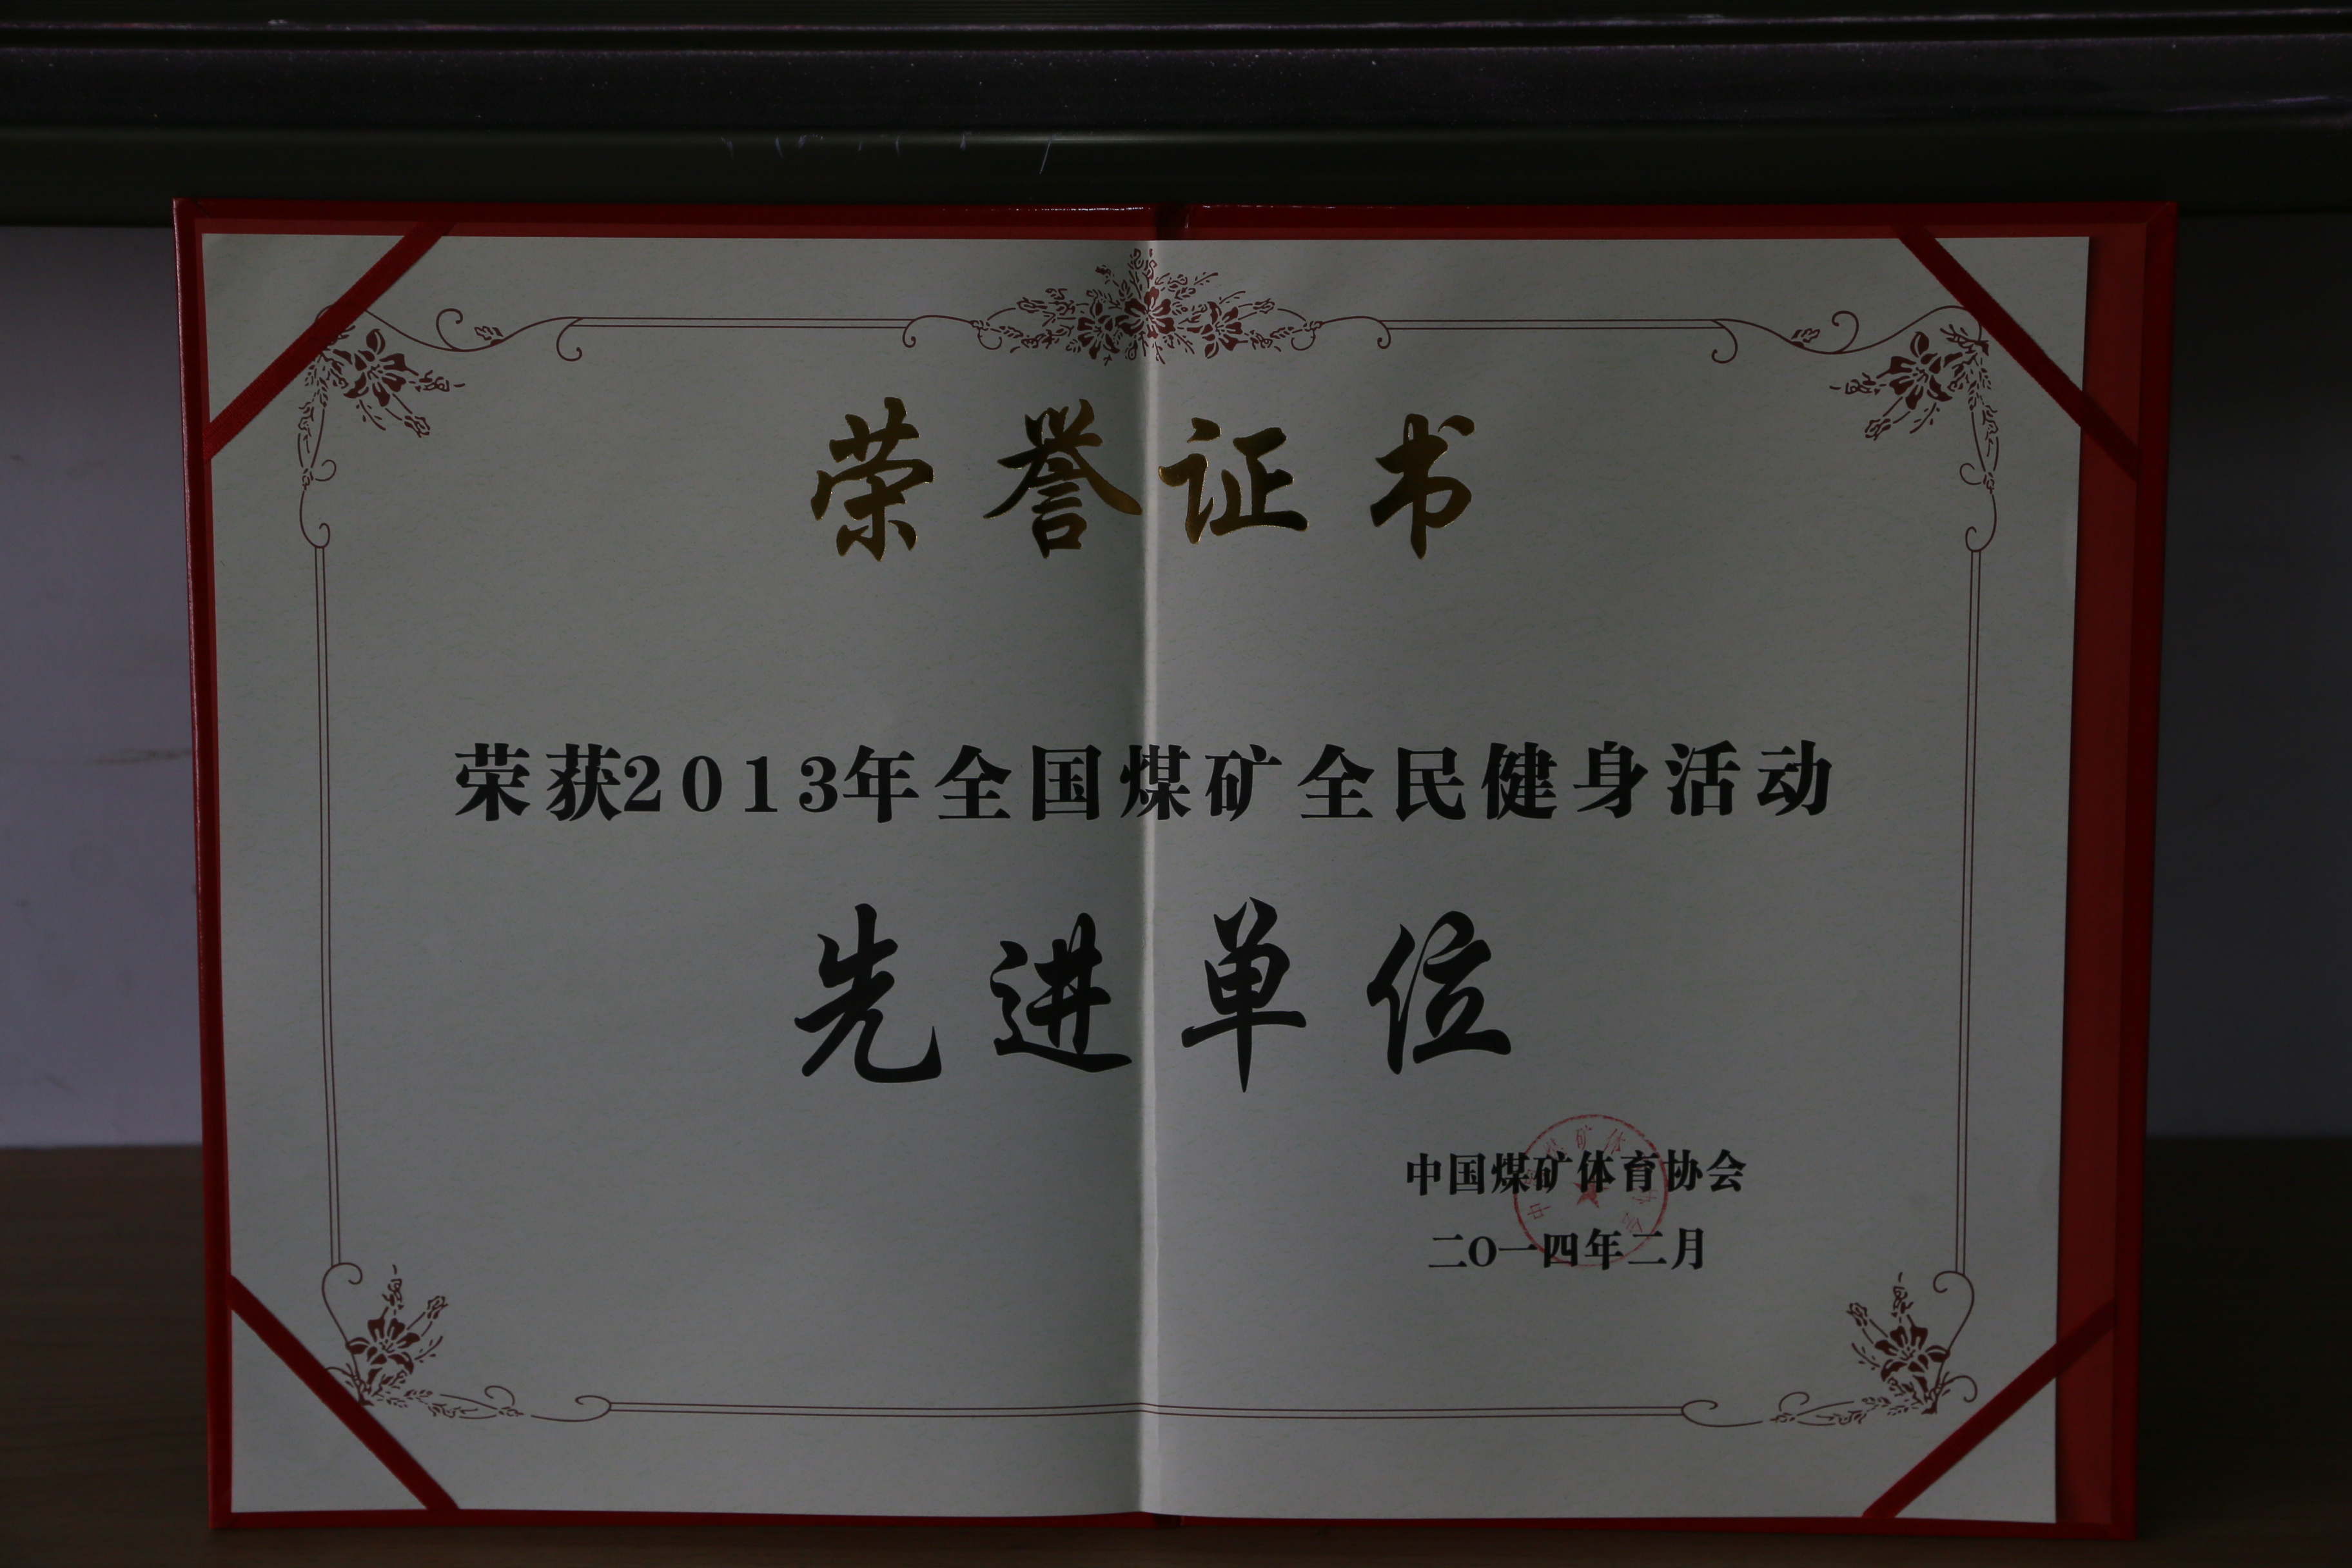 荣誉证书
荣获2013年全国煤矿全民健身活动
先进单位
中国煤矿体育协会
二〇一四年二月